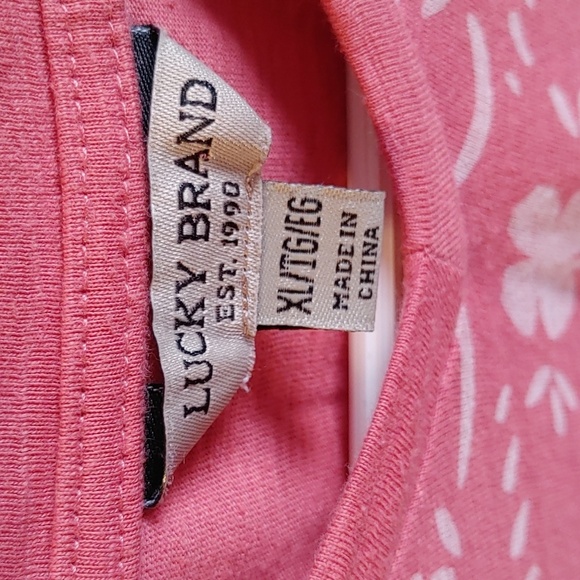 LUCKY BRAND
EST. 1990
XL/TG/EG
MADE IN
CHINA